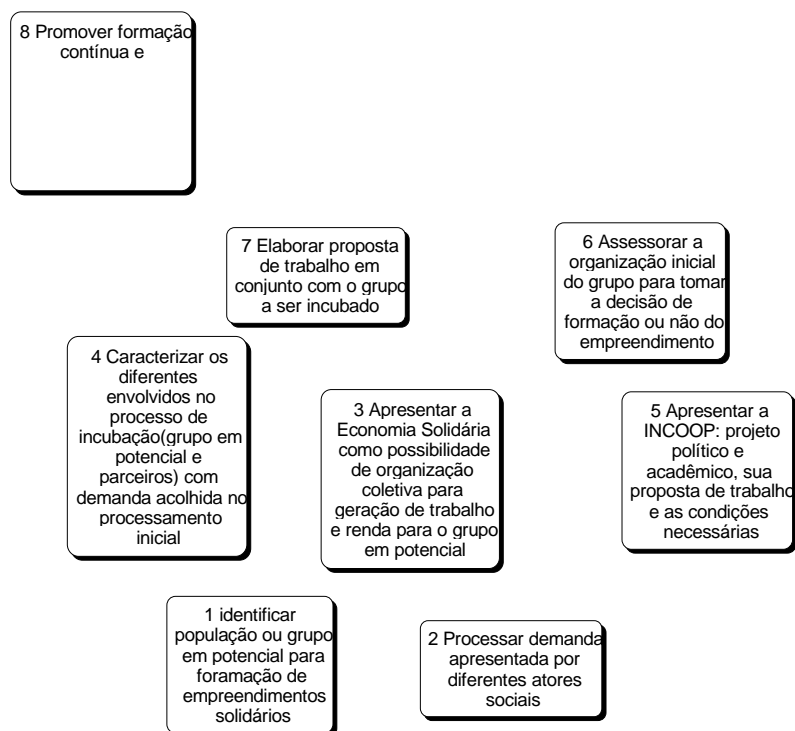 8 Promover formação
contínua e
7 Elaborar proposta
de trabalho em
conjunto com o grupo
a ser incubado
6 Assessorar a
organização inicial
do grupo para tomar
a decisão de
formação ou não do
empreendimento
4 Caracterizar os
diferentes
envolvidos no
processo de
incubação(grupo em
potencial e
parceiros) com
demanda acolhida no
processamento
inicial
3 Apresentar a
Economia Solidária
como possibilidade
de organização
coletiva para
geração de trabalho
e renda para o grupo
em potencial
5 Apresentar a
INCOOP: projeto
político e
acadêmico, sua
proposta de trabalho
e as condições
necessárias
1 identificar
população ou grupo
em potencial para
foramação de
empreendimentos
solidários
2 Processar demanda
apresentada por
diferentes atores
sociais